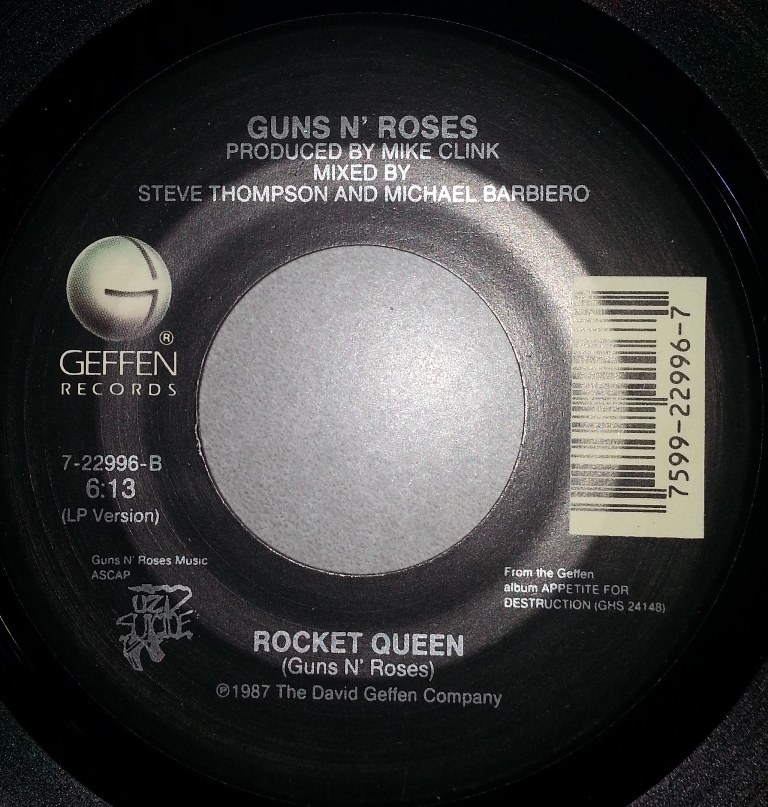 GUNS N' ROSES
PRODUCED BY MIKE CLINK
MIXED BY
STEVE THOMPSON AND MICHAEL BARBIERO
®
GEFFEN
RECORDS
7599-22996-7
7-22996-B
6:13
(LP Version)
Guns N' Roses Music
ASCAP
UZI
SUICIDE
From the Geffen
album APPETITE FOR
DESTRUCTION (GHS 24148)
ROCKET QUEEN
(Guns N' Roses)
℗1987 The David Geffen Company